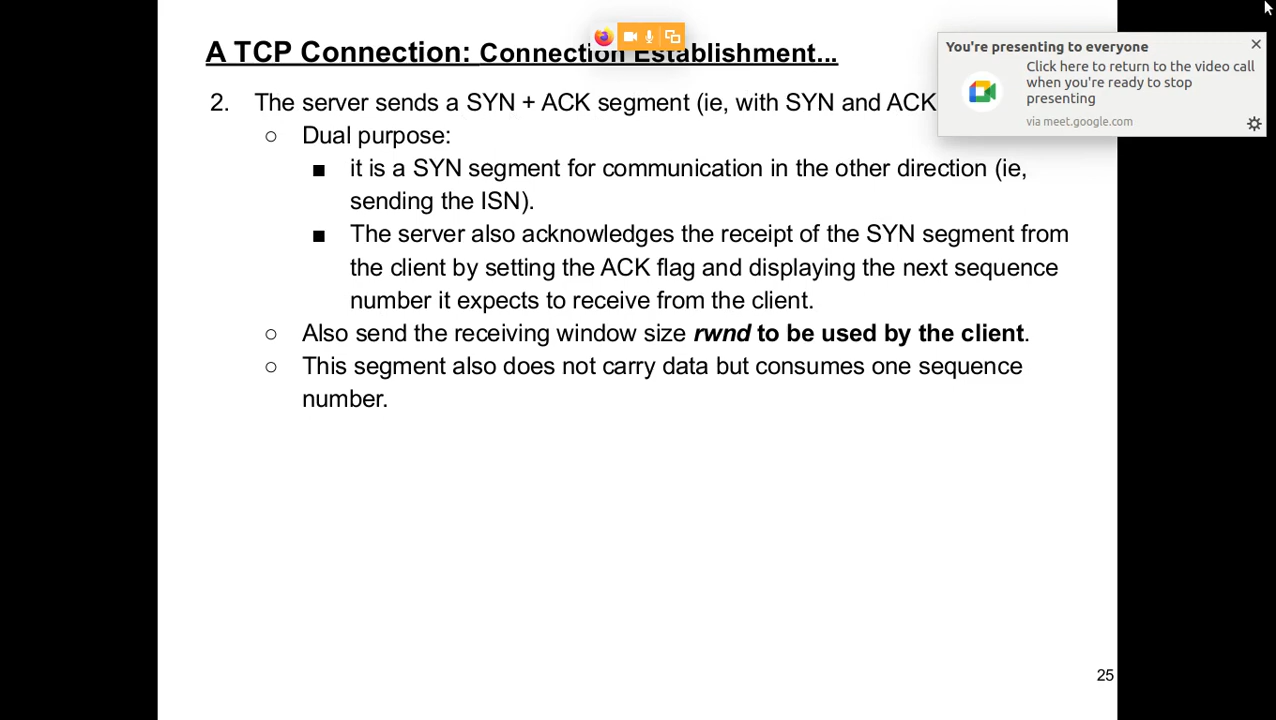 A TCP Connection: Connection Establishment...
You're presenting to everyone
Click here to return to the video call
when you're ready to stop
presenting
via meet.google.com
2. The server sends a SYN + ACK segment (ie, with SYN and ACK
○ Dual purpose:
■ it is a SYN segment for communication in the other direction (ie,
sending the ISN).
■ The server also acknowledges the receipt of the SYN segment from
the client by setting the ACK flag and displaying the next sequence
number it expects to receive from the client.
○ Also send the receiving window size rwnd to be used by the client.
○ This segment also does not carry data but consumes one sequence
number.
25